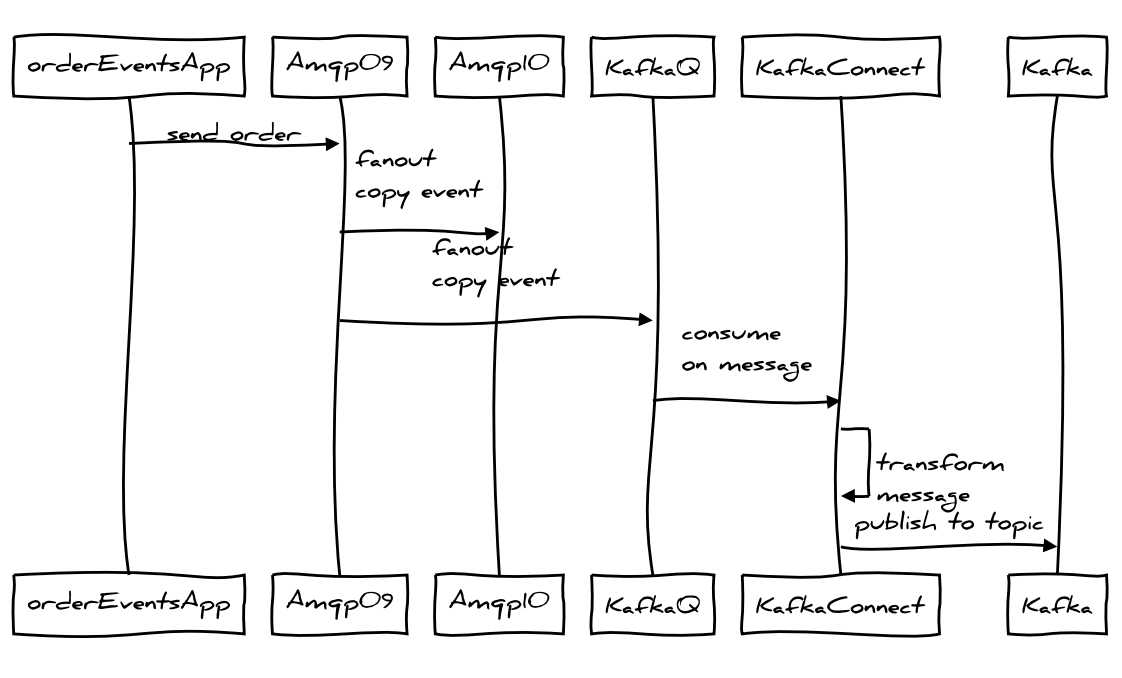 orderEventsApp
Amqp09
Amqp10
KafkaQ
KafkaConnect
Kafka
send order
fanout
copy event
fanout
copy event
consume
on message
transform
message
publish to topic
orderEventsApp
Amqp09
Amqp10
KafkaQ
KafkaConnect
Kafka